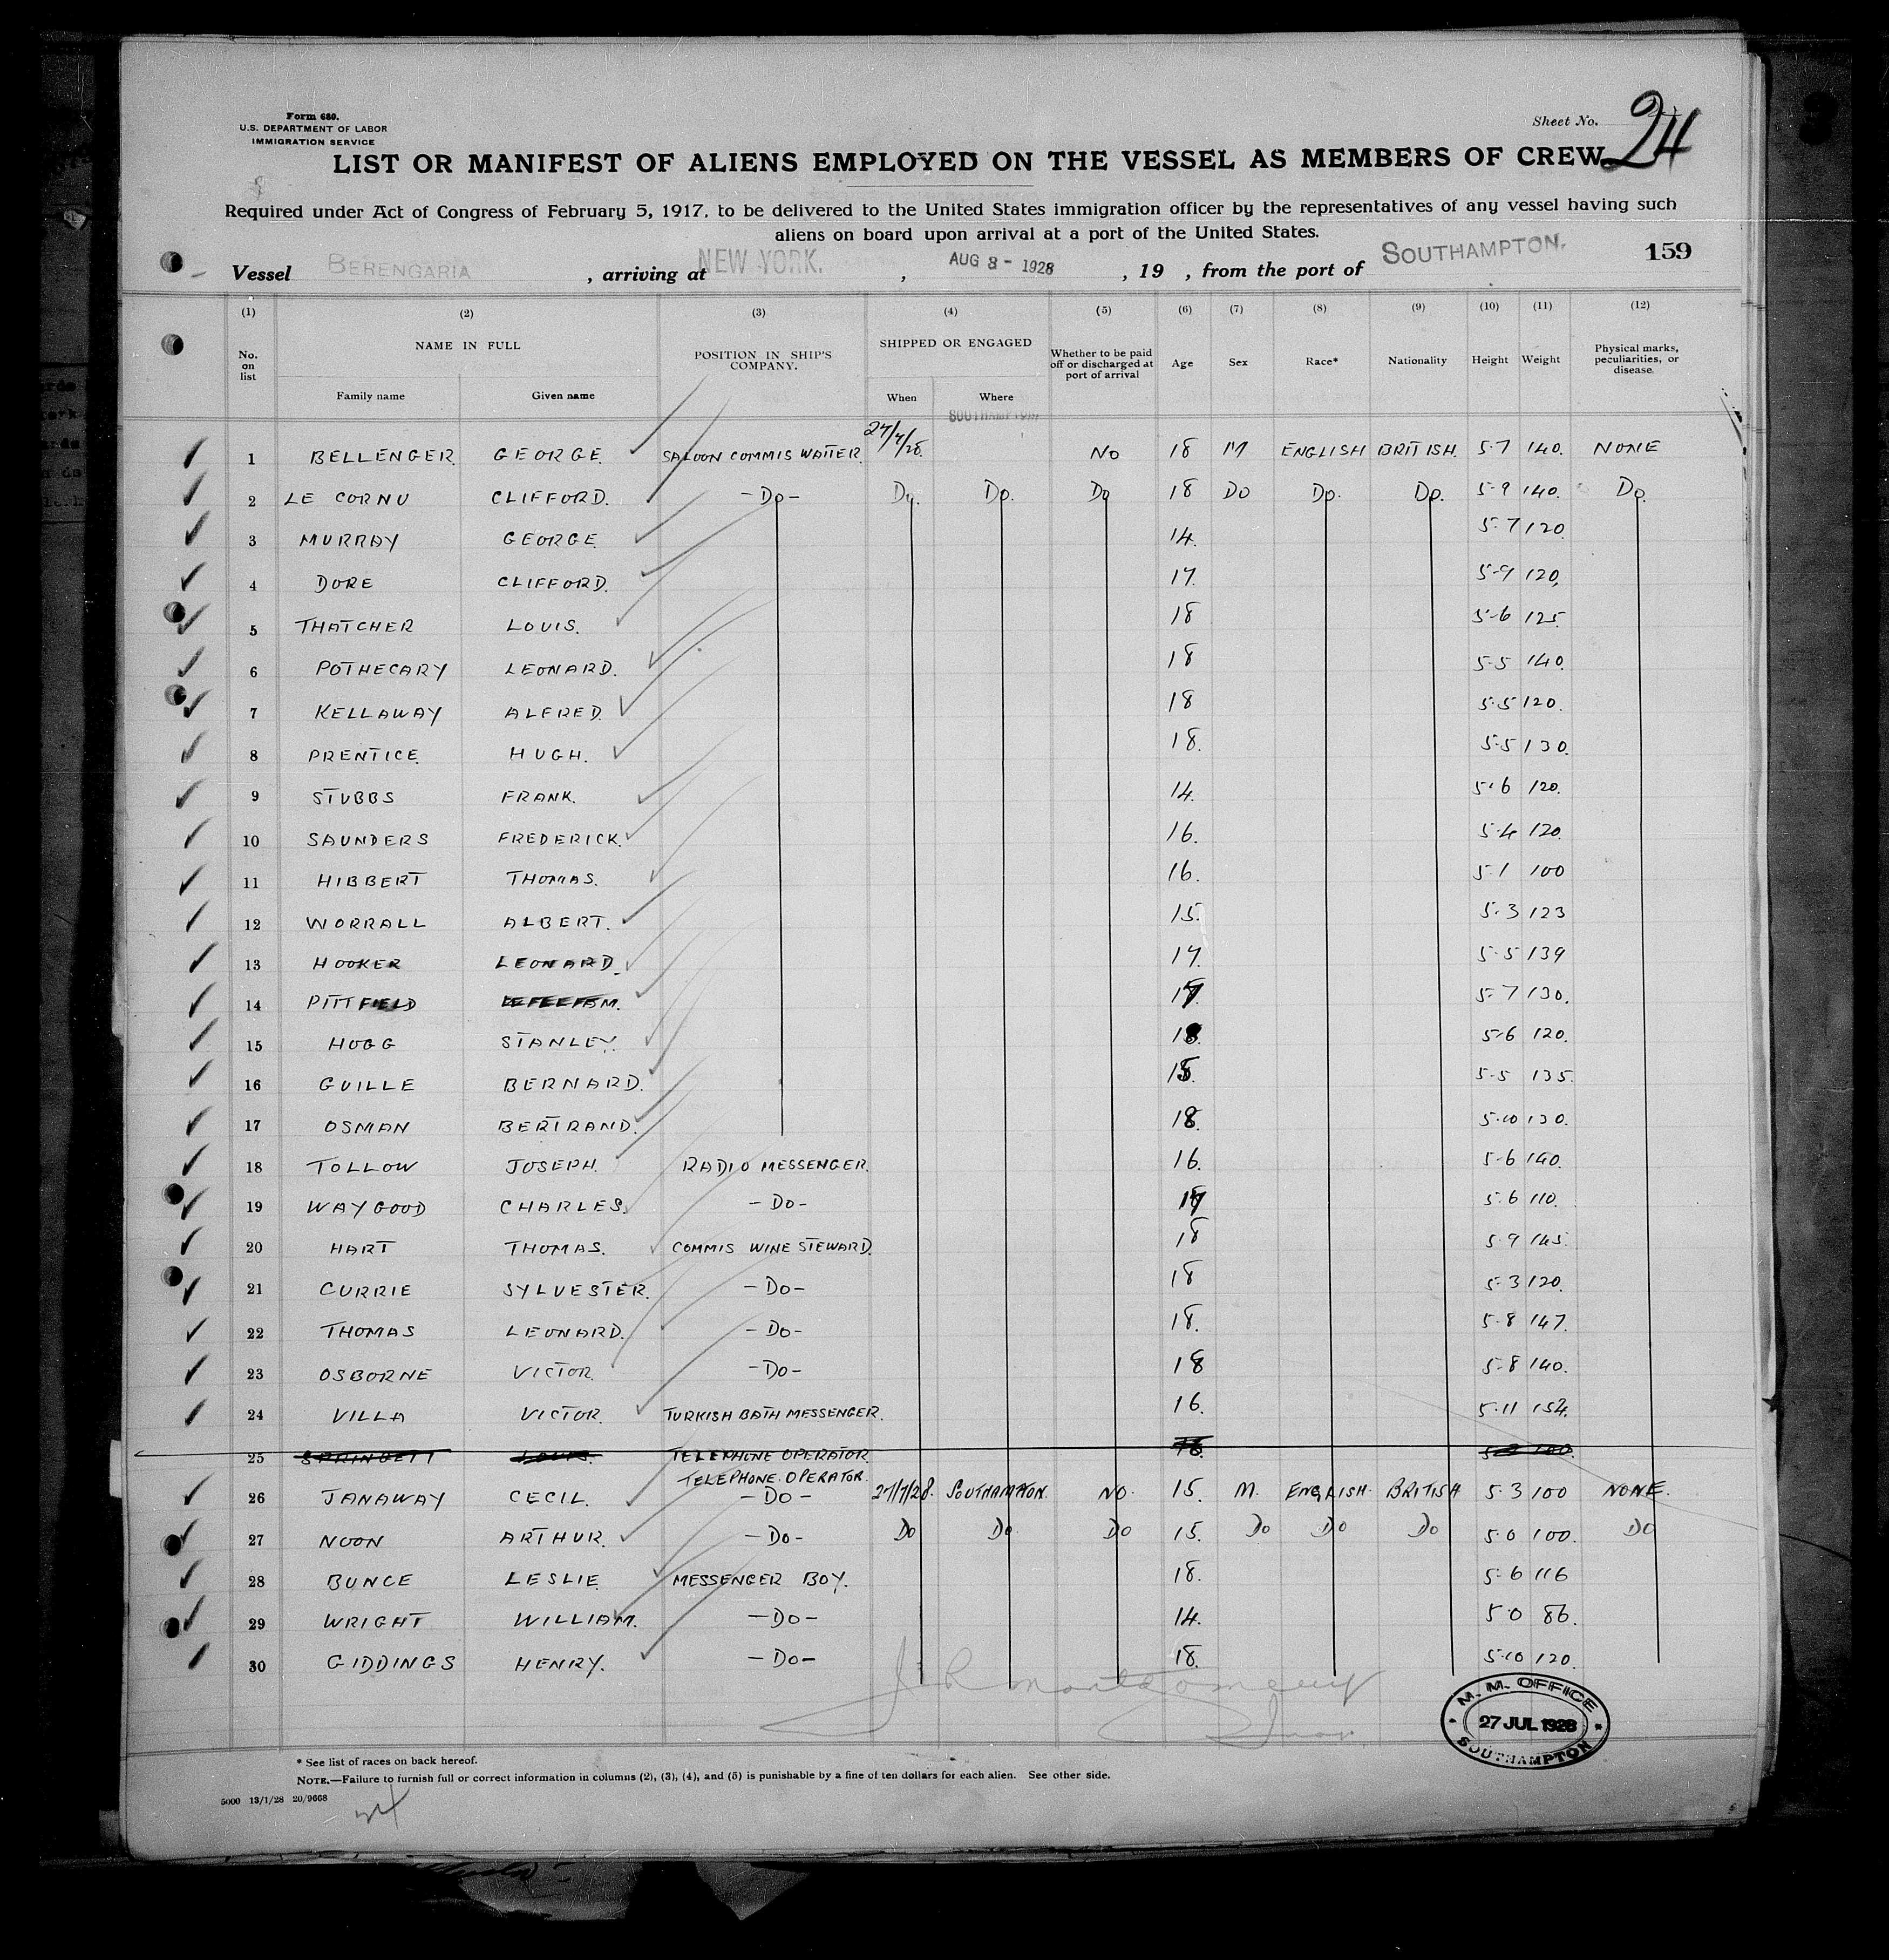 Form 680.
U.S. DEPARTMENT OF LABOR
IMMIGRATION SERVICE
Sheet No. 24
LIST OR MANIFEST OF ALIENS EMPLOYED ON THE VESSEL AS MEMBERS OF CREW
Required under Act of Congress of February 5, 1917, to be delivered to the United States immigration officer by the representatives of any vessel having such
aliens on board upon arrival at a port of the United States.
Vessel BERENGARIA, arriving at NEW YORK, AUG 3 - 1928, 19 , from the port of SOUTHAMPTON. 159
(1) (2) (3) (4) (5) (6) (7) (8) (9) (10) (11) (12)
No. on list NAME IN FULL Family name Given name POSITION IN SHIP'S COMPANY. SHIPPED OR ENGAGED When Where Whether to be paid off or discharged at port of arrival Age Sex Race* Nationality Height Weight Physical marks, peculiarities, or disease
SOUTHAMPTON
1 BELLENGER GEORGE. SALOON COMMIS WAITER. 27/7/28. NO 18 M ENGLISH BRITISH. 5-7 140. NONE
2 LE CORNU CLIFFORD. -DO- Do. Do. Do 18 DO Do. Do. 5-9 140. Do.
3 MURRAY GEORGE 14. 5-7 120
4 DORE CLIFFORD. 17. 5-9 120.
5 THATCHER LOUIS. 18 5-6 125.
6 POTHECARY LEONARD. 18 5-5 140.
7 KELLAWAY ALFRED. 18 5-5 120.
8 PRENTICE HUGH. 18. 5-5 130.
9 STUBBS FRANK. 14. 5-6 120.
10 SAUNDERS FREDERICK. 16. 5-4 120.
11 HIBBERT THOMAS. 16. 5-1 100
12 WORRALL ALBERT. 15. 5-3 123
13 HOOKER LEONARD. 17. 5-5 139
14 PITTFIELD 5-7 130.
15 HOGG STANLEY. 18. 5-6 120.
16 GUILLE BERNARD. 5-5 135.
17 OSMAN BERTRAND. 18. 5-10 130.
18 TOLLOW JOSEPH. RADIO MESSENGER. 16. 5-6 140.
19 WAYGOOD CHARLES. -DO- 5-6 110.
20 HART THOMAS. COMMIS WINE STEWARD. 18 5-9 145.
21 CURRIE SYLVESTER. -DO- 18 5-3 120.
22 THOMAS LEONARD. -DO- 18. 5-8 147.
23 OSBORNE VICTOR. -DO- 18 5-8 140.
24 VILLA VICTOR. TURKISH BATH MESSENGER. 16. 5-11 154.
25 SPRINGETT LOUIS. TELEPHONE OPERATOR
TELEPHONE OPERATOR.
26 JANAWAY CECIL. -DO- 27/7/28. SOUTHAMPTON. NO. 15. M. ENGLISH. BRITISH 5-3 100 NONE.
27 NOON ARTHUR. -DO- Do Do Do 15. Do Do Do 5-0 100. DO
28 BUNCE LESLIE MESSENGER BOY. 18. 5-6 116
29 WRIGHT WILLIAM. -DO- 14. 5-0 86.
30 GIDDINGS HENRY. -DO- 18. 5-10 120.
J R Montgomery
M. M. OFFICE
27 JUL 1928
SOUTHAMPTON
* See list of races on back hereof.
NOTE.—Failure to furnish full or correct information in columns (2), (3), (4), and (5) is punishable by a fine of ten dollars for each alien. See other side.
5000 13/1/28 20/9668
24